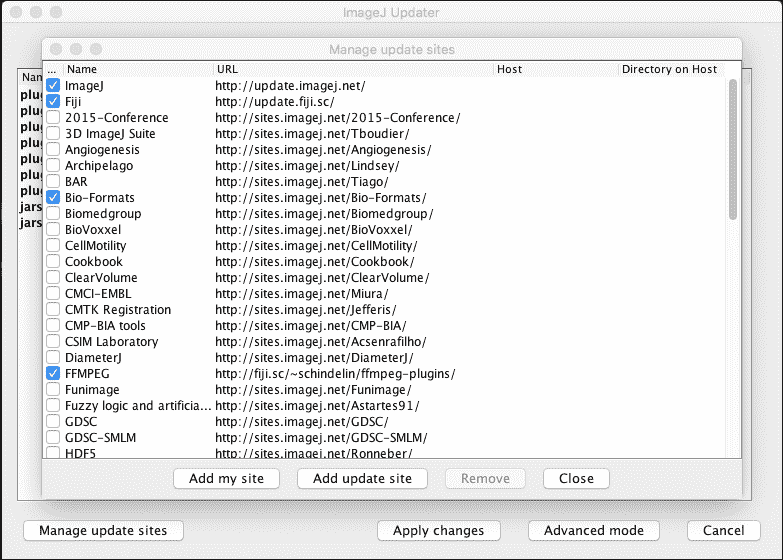 ImageJ Updater
Manage update sites
... Name URL Host Directory on Host
ImageJ http://update.imagej.net/
Fiji http://update.fiji.sc/
2015-Conference http://sites.imagej.net/2015-Conference/
3D ImageJ Suite http://sites.imagej.net/Tboudier/
Angiogenesis http://sites.imagej.net/Angiogenesis/
Archipelago http://sites.imagej.net/Lindsey/
BAR http://sites.imagej.net/Tiago/
Bio-Formats http://sites.imagej.net/Bio-Formats/
Biomedgroup http://sites.imagej.net/Biomedgroup/
BioVoxxel http://sites.imagej.net/BioVoxxel/
CellMotility http://sites.imagej.net/CellMotility/
Cookbook http://sites.imagej.net/Cookbook/
ClearVolume http://sites.imagej.net/ClearVolume/
CMCI-EMBL http://sites.imagej.net/Miura/
CMTK Registration http://sites.imagej.net/Jefferis/
CMP-BIA tools http://sites.imagej.net/CMP-BIA/
CSIM Laboratory http://sites.imagej.net/Acsenrafilho/
DiameterJ http://sites.imagej.net/DiameterJ/
FFMPEG http://fiji.sc/~schindelin/ffmpeg-plugins/
Funimage http://sites.imagej.net/Funimage/
Fuzzy logic and artificia... http://sites.imagej.net/Astartes91/
GDSC http://sites.imagej.net/GDSC/
GDSC-SMLM http://sites.imagej.net/GDSC-SMLM/
HDF5 http://sites.imagej.net/Ronneber/
Nam
plug
plug
plug
plug
plug
plug
plug
jars
jars
Add my site Add update site Remove Close
Manage update sites Apply changes Advanced mode Cancel